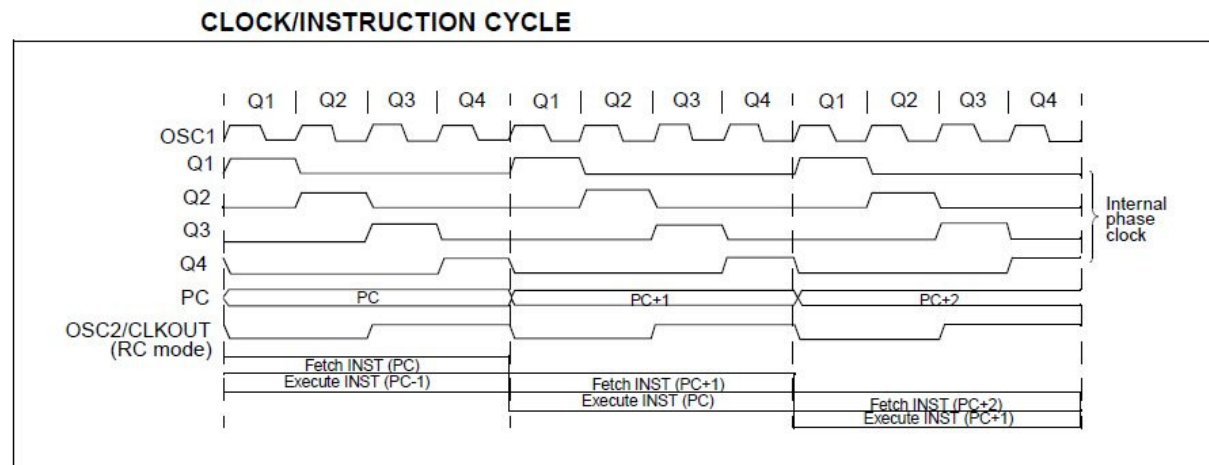 CLOCK/INSTRUCTION CYCLE
Q1 Q2 Q3 Q4 Q1 Q2 Q3 Q4 Q1 Q2 Q3 Q4
OSC1
Q1
Q2
Q3
Q4
PC
PC PC+1 PC+2
OSC2/CLKOUT
(RC mode)
Internal
phase
clock
Fetch INST (PC)
Execute INST (PC-1) Fetch INST (PC+1)
Execute INST (PC) Fetch INST (PC+2)
Execute INST (PC+1)